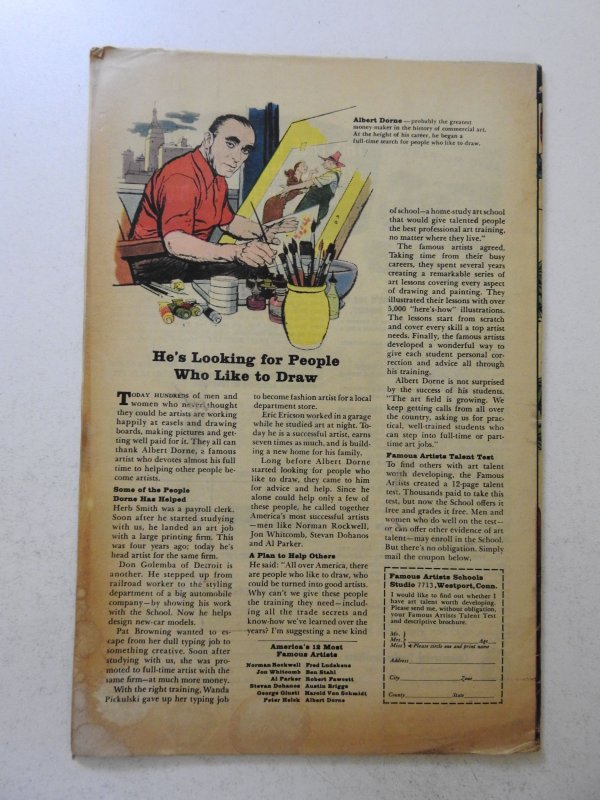 Albert Dorne — probably the greatest
money-maker in the history of commercial art.
At the height of his career, he began a
full-time search for people who like to draw.
He's Looking for People
Who Like to Draw
TODAY HUNDREDS of men and
women who never thought
they could be artists are working
happily at easels and drawing
boards, making pictures and get-
ting well paid for it. They all can
thank Albert Dorne, a famous
artist who devotes almost his full
time to helping other people be-
come artists.
Some of the People
Dorne Has Helped
Herb Smith was a payroll clerk.
Soon after he started studying
with us, he landed an art job
with a large printing firm. This
was four years ago; today he's
head artist for the same firm.
Don Golemba of Detroit is
another. He stepped up from
railroad worker to the styling
department of a big automobile
company—by showing his work
with the School. Now he helps
design new-car models.
Pat Browning wanted to es-
cape from her dull typing job to
something creative. Soon after
studying with us, she was pro-
moted to full-time artist with the
same firm—at much more money.
With the right training, Wanda
Pickulski gave up her typing job
to become fashion artist for a local
department store.
Eric Ericson worked in a garage
while he studied art at night. To-
day he is a successful artist, earns
seven times as much, and is build-
ing a new home for his family.
Long before Albert Dorne
started looking for people who
like to draw, they came to him
for advice and help. Since he
alone could help only a few of
these people, he called together
America's most successful artists
—men like Norman Rockwell,
Jon Whitcomb, Stevan Dohanos
and Al Parker.
A Plan to Help Others
He said: "All over America, there
are people who like to draw, who
could be turned into good artists.
Why can't we give these people
the training they need—includ-
ing all the trade secrets and
know-how we've learned over the
years? I'm suggesting a new kind
America's 12 Most
Famous Artists
Norman Rockwell Fred Ludekens
Jon Whitcomb Ben Stahl
Al Parker Robert Fawcett
Stevan Dohanos Austin Briggs
George Giusti Harold Von Schmidt
Peter Helck Albert Dorne
of school—a home-study art school
that would give talented people
the best professional art training,
no matter where they live."
The famous artists agreed.
Taking time from their busy
careers, they spent several years
creating a remarkable series of
art lessons covering every aspect
of drawing and painting. They
illustrated their lessons with over
5,000 "here's-how" illustrations.
The lessons start from scratch
and cover every skill a top artist
needs. Finally, the famous artists
developed a wonderful way to
give each student personal cor-
rection and advice all through
his training.
Albert Dorne is not surprised
by the success of his students.
"The art field is growing. We
keep getting calls from all over
the country, asking us for practi-
cal, well-trained students who
can step into full-time or part-
time art jobs."
Famous Artists Talent Test
To find others with art talent
worth developing, the Famous
Artists created a 12-page talent
test. Thousands paid to take this
test, but now the School offers it
free and grades it free. Men and
women who do well on the test—
or can offer other evidence of art
talent—may enroll in the School.
But there's no obligation. Simply
mail the coupon below.
Famous Artists Schools
Studio 7713, Westport, Conn.
I would like to find out whether I
have art talent worth developing.
Please send me, without obligation,
your Famous Artists Talent Test
and descriptive brochure.
Mr.
Mrs. Age
Miss Please circle one and print name
Address
City Zone
County State